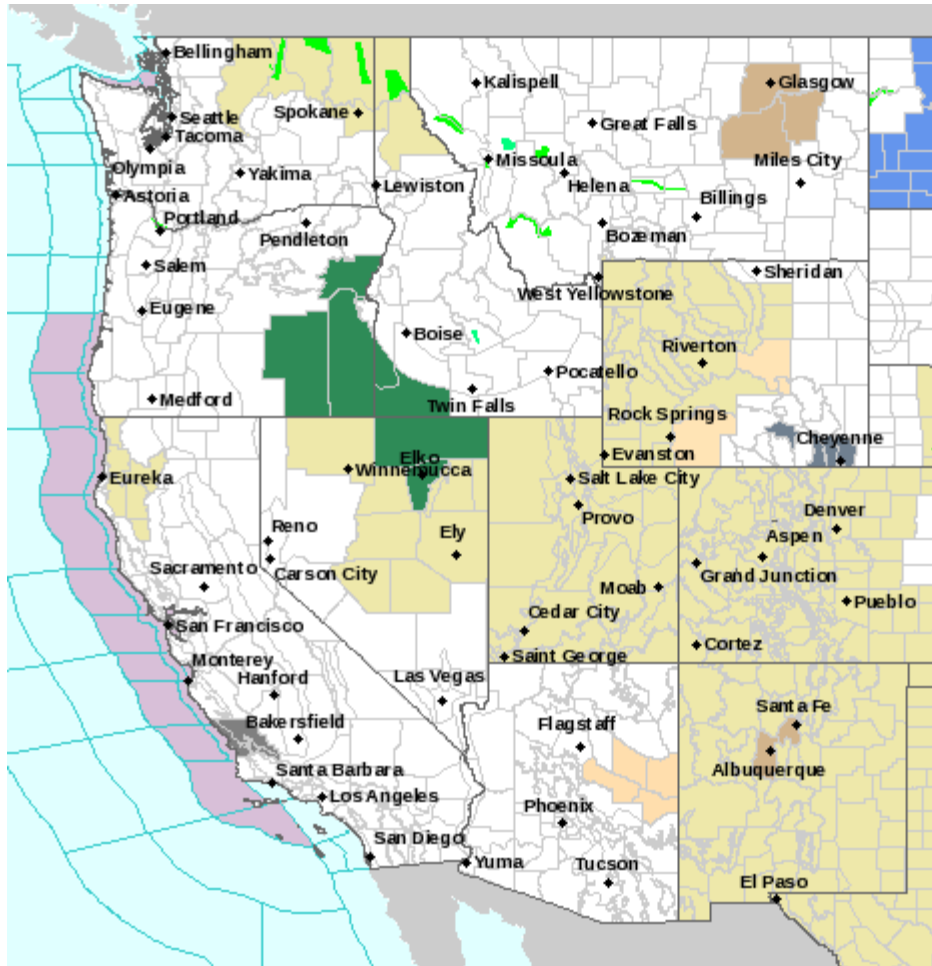 Bellingham
Kalispell
Glasgow
Seattle
Spokane
Great Falls
Tacoma
Olympia
Missoula
Miles City
Yakima
Helena
Lewiston
Astoria
Billings
Portland
Pendleton
Bozeman
Salem
Sheridan
West Yellowstone
Eugene
Boise
Riverton
Pocatello
Medford
Twin Falls
Rock Springs
Cheyenne
Elko
Evanston
Winnemucca
Eureka
Salt Lake City
Provo
Denver
Reno
Ely
Aspen
Sacramento
Carson City
Grand Junction
Moab
Pueblo
Cedar City
San Francisco
Cortez
Saint George
Monterey
Hanford
Las Vegas
Santa Fe
Bakersfield
Flagstaff
Albuquerque
Santa Barbara
Los Angeles
Phoenix
San Diego
Yuma
Tucson
El Paso